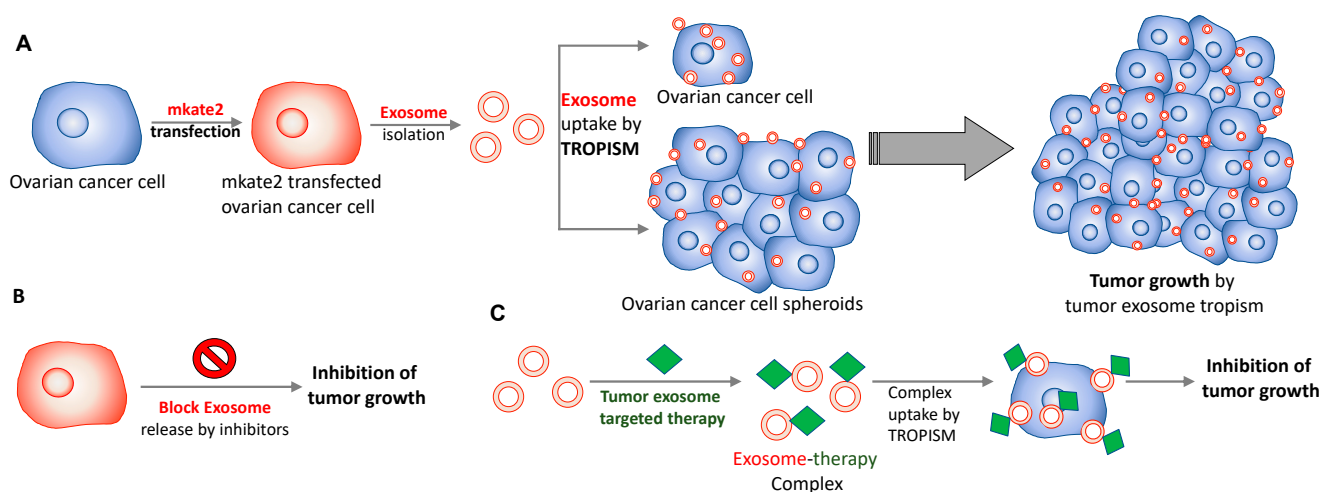 A
Ovarian cancer cell
mkate2
transfection
mkate2 transfected
ovarian cancer cell
Exosome
isolation
Exosome
uptake by
TROPISM
Ovarian cancer cell
Ovarian cancer cell spheroids
Tumor growth by
tumor exosome tropism
B
Block Exosome
release by inhibitors
Inhibition of
tumor growth
C
Tumor exosome
targeted therapy
Exosome-therapy
Complex
Complex
uptake by
TROPISM
Inhibition of
tumor growth